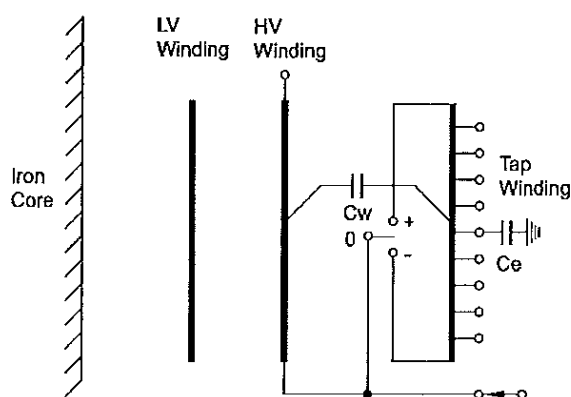 LV
Winding
HV
Winding
Iron
Core
Tap
Winding
Cw
+
0
-
Ce